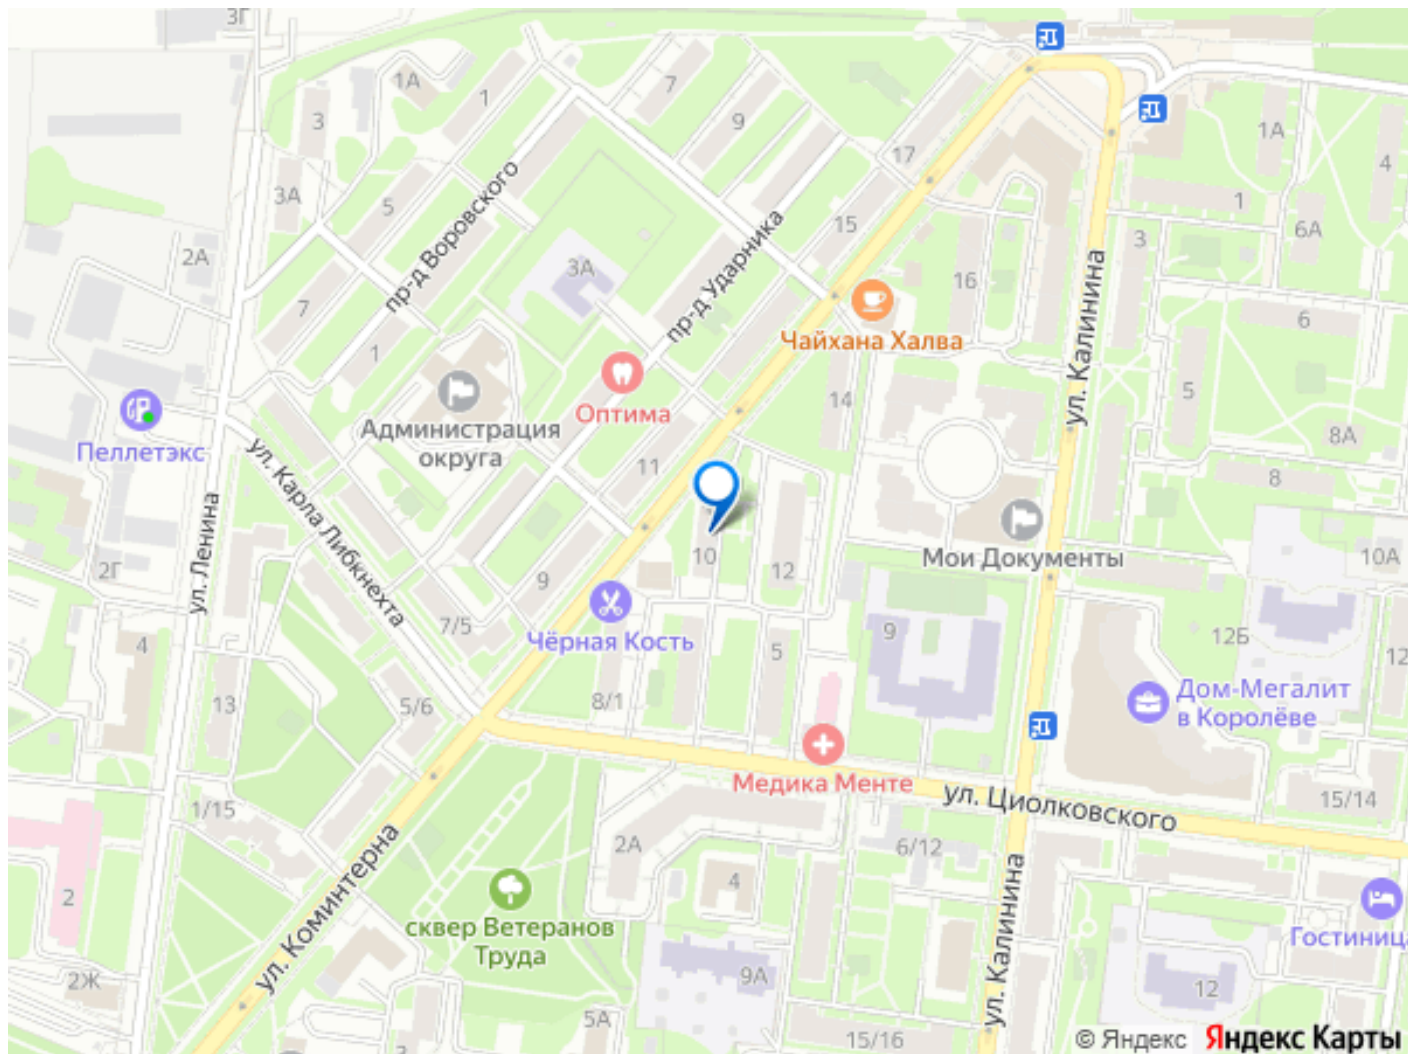 3Г
1А
1
7
9
3
17
1А
4
3А
5
пр-д Воровского
15
1
6А
2А
3А
пр-д Ударника
16
3
7
Чайхана Халва
ул. Калинина
6
1
Администрация
округа
Оптима
14
5
8А
Пеллетэкс
ул. Карла Либкнехта
11
8
ул. Ленина
Мои Документы
10
12
10А
2Г
9
7/5
Чёрная Кость
5
9
12Б
12
4
13
5/6
8/1
Дом-Мегалит
в Королёве
Медика Менте
ул. Циолковского
15/14
1/15
ул. Коминтерна
2А
6/12
4
2
сквер Ветеранов
Труда
ул. Калинина
Гостиница
2Ж
9А
12
5А
15/16
© Яндекс Яндекс Карты